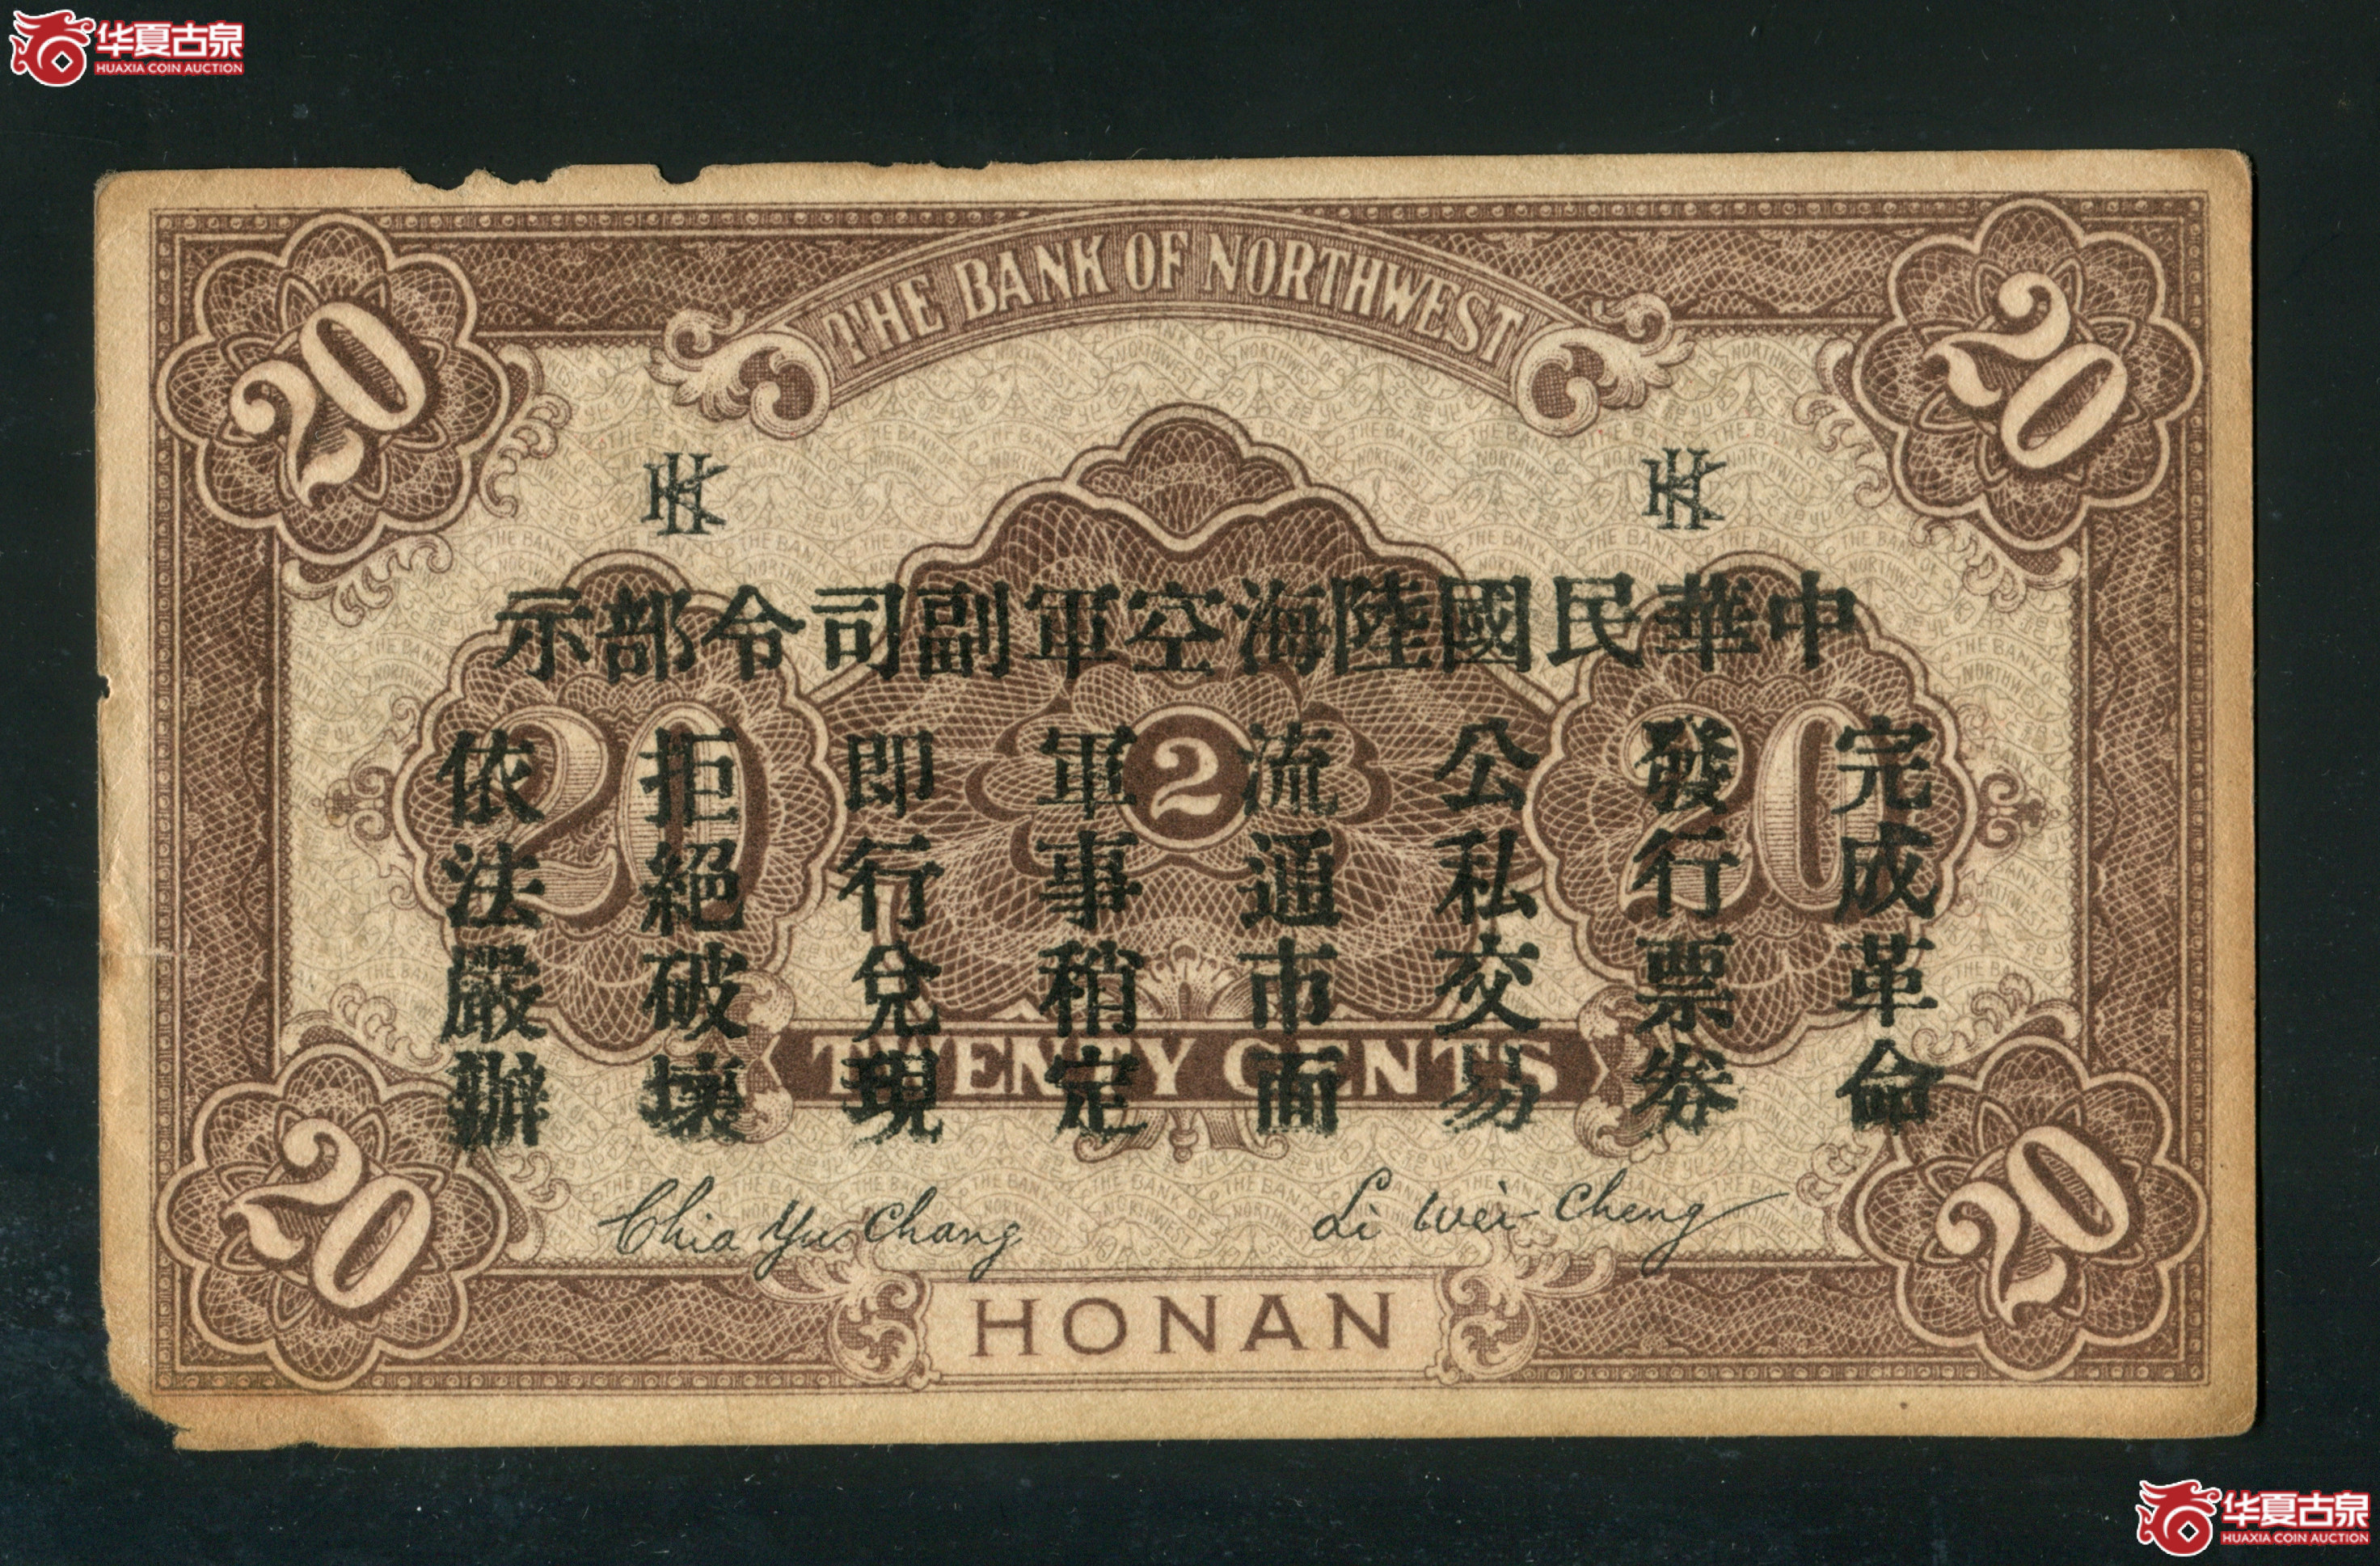 华夏古泉
HUAXIA COIN AUCTION
THE BANK OF NORTHWEST
20
20
HK
HK
中華民國陸海空軍副司令部示
完成革命
發行票券
公私交易
流通市面
軍事稍定
即行兌現
拒絕破壞
依法嚴辦
20
2
20
TWENTY CENTS
Chia Yu Chang
Li Wei Cheng
20
20
HONAN
华夏古泉
HUAXIA COIN AUCTION